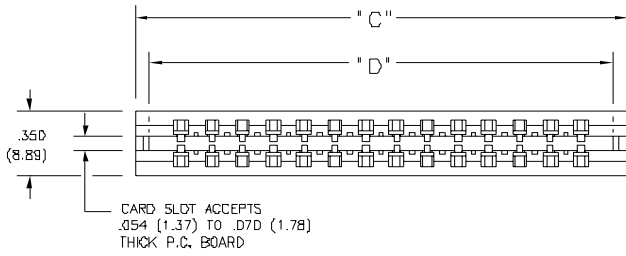 "C"
"D"
.350
(8.89)
CARD SLOT ACCEPTS
.054 (1.37) TO .070 (1.78)
THICK P.C. BOARD